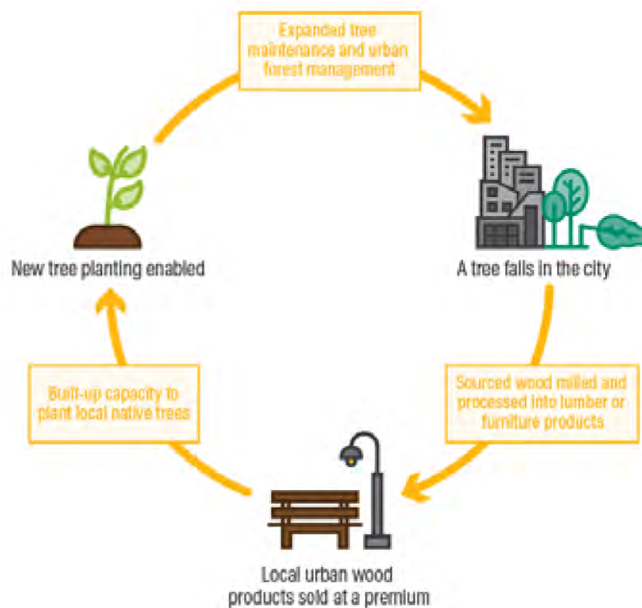 Expanded tree
maintenance and urban
forest management
New tree planting enabled
A tree falls in the city
Built-up capacity to
plant local native trees
Sourced wood milled and
processed into lumber or
furniture products
Local urban wood
products sold at a premium